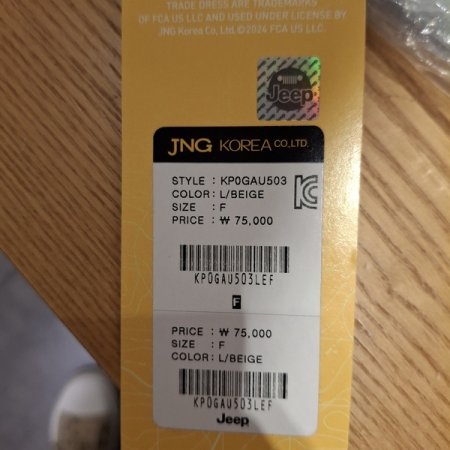 TRADE DRESS ARE TRADEMARKS
OF FCA US LLC AND USED UNDER LICENSE BY
JNG Korea Co., Ltd. ©2024 FCA US LLC.
Jeep
JNG KOREA CO.,LTD.
STYLE : KP0GAU503
COLOR : L/BEIGE
SIZE : F
PRICE : ₩ 75,000
KP0GAU503LEF
F
PRICE : ₩ 75,000
SIZE : F
COLOR : L/BEIGE
KP0GAU503LEF
Jeep